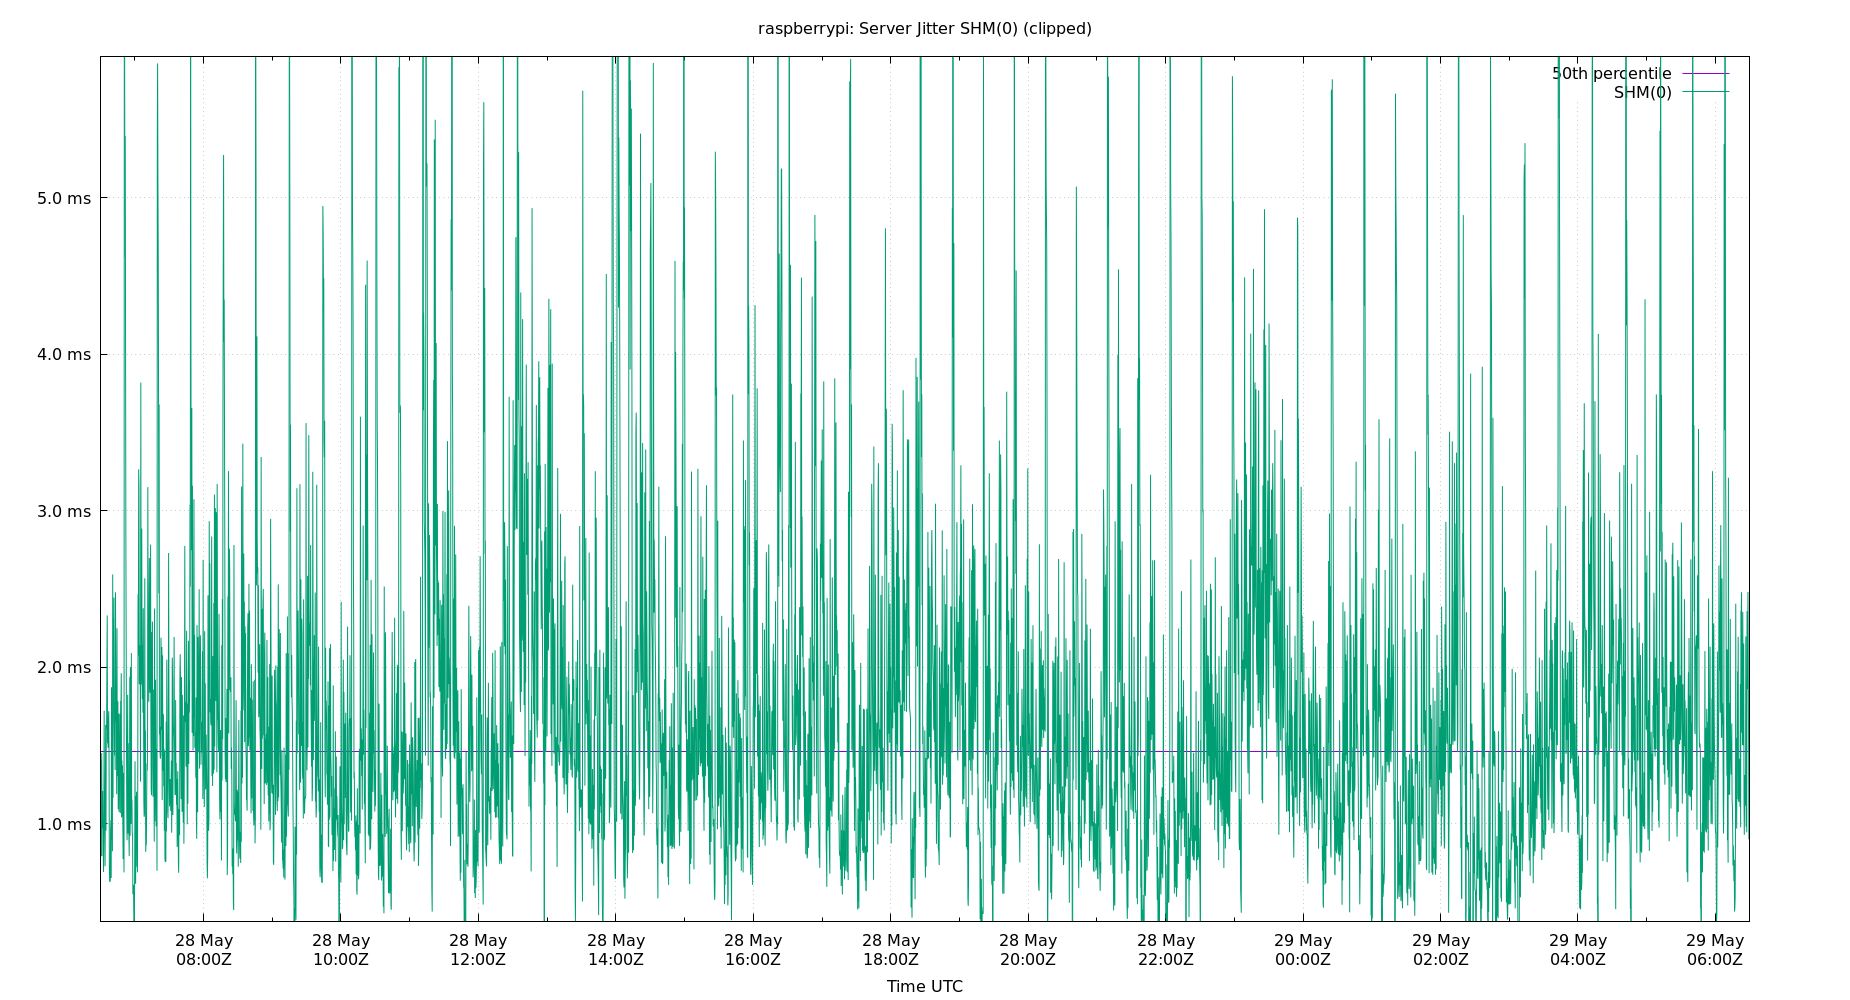 raspberrypi: Server Jitter SHM(0) (clipped)
50th percentile
SHM(0)
5.0 ms
4.0 ms
3.0 ms
2.0 ms
1.0 ms
28 May 28 May 28 May 28 May 28 May 28 May 28 May 28 May 29 May 29 May 29 May 29 May
08:00Z 10:00Z 12:00Z 14:00Z 16:00Z 18:00Z 20:00Z 22:00Z 00:00Z 02:00Z 04:00Z 06:00Z
Time UTC